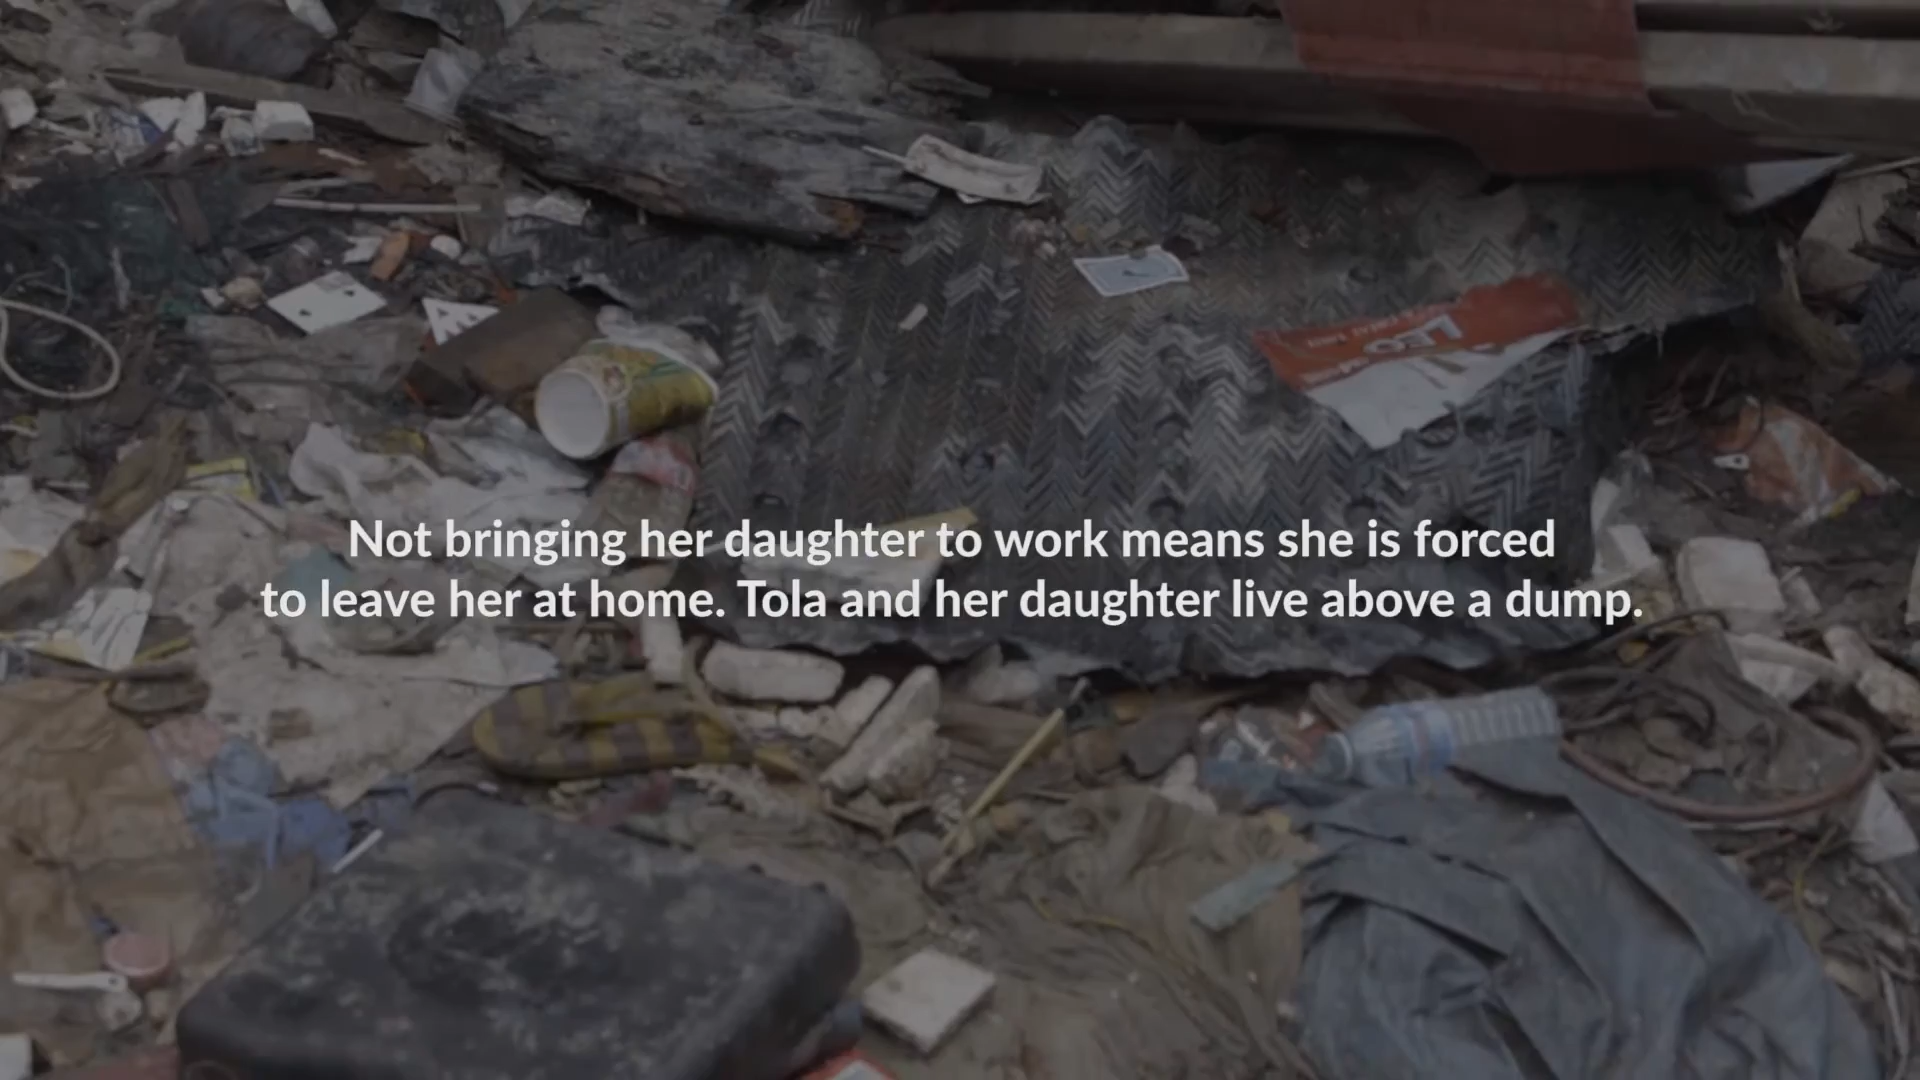 LEO
Not bringing her daughter to work means she is forced
to leave her at home. Tola and her daughter live above a dump.